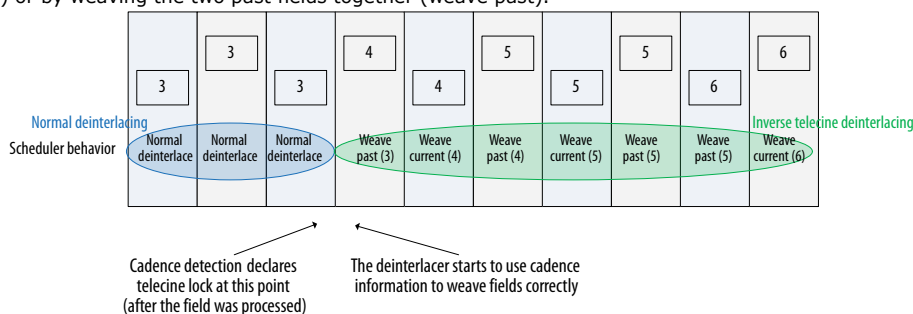 ) or by weaving the two past fields together (weave past).
3 4 5 5 6
3 3 4 5 6
Normal deinterlacing
Inverse telecine deinterlacing
Scheduler behavior
Normal deinterlace
Normal deinterlace
Normal deinterlace
Weave past (3)
Weave current (4)
Weave past (4)
Weave current (5)
Weave past (5)
Weave past (5)
Weave current (6)
Cadence detection declares
telecine lock at this point
(after the field was processed)
The deinterlacer starts to use cadence
information to weave fields correctly